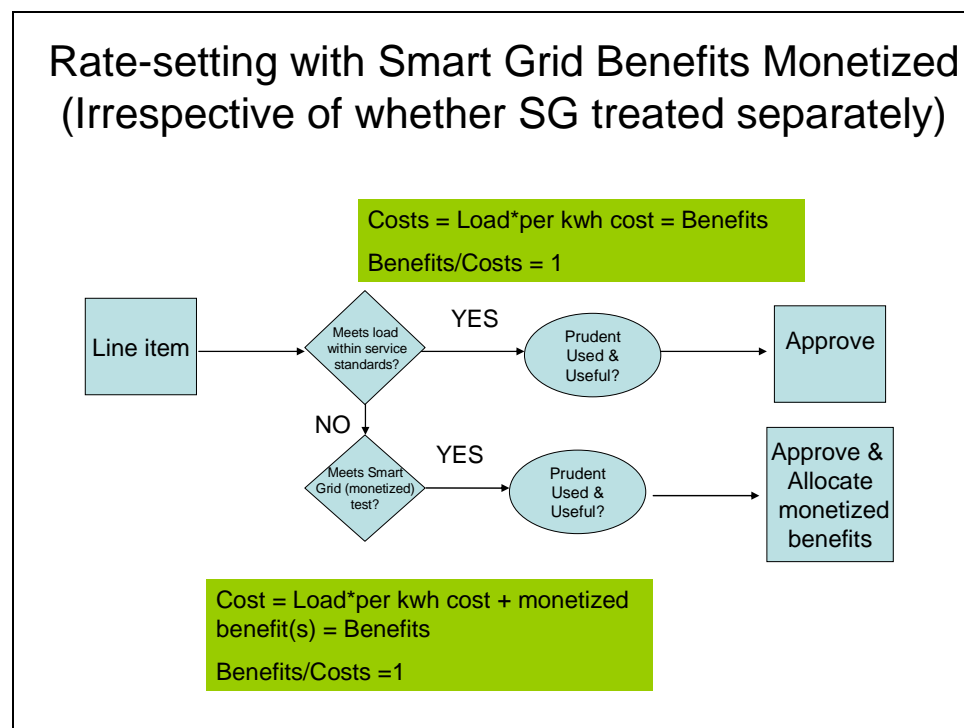 Rate-setting with Smart Grid Benefits Monetized
(Irrespective of whether SG treated separately)
Costs = Load*per kwh cost = Benefits
Benefits/Costs = 1
Line item
Meets load
within service
standards?
YES
Prudent
Used &
Useful?
Approve
NO
Meets Smart
Grid (monetized)
test?
YES
Prudent
Used &
Useful?
Approve &
Allocate
monetized
benefits
Cost = Load*per kwh cost + monetized
benefit(s) = Benefits
Benefits/Costs =1